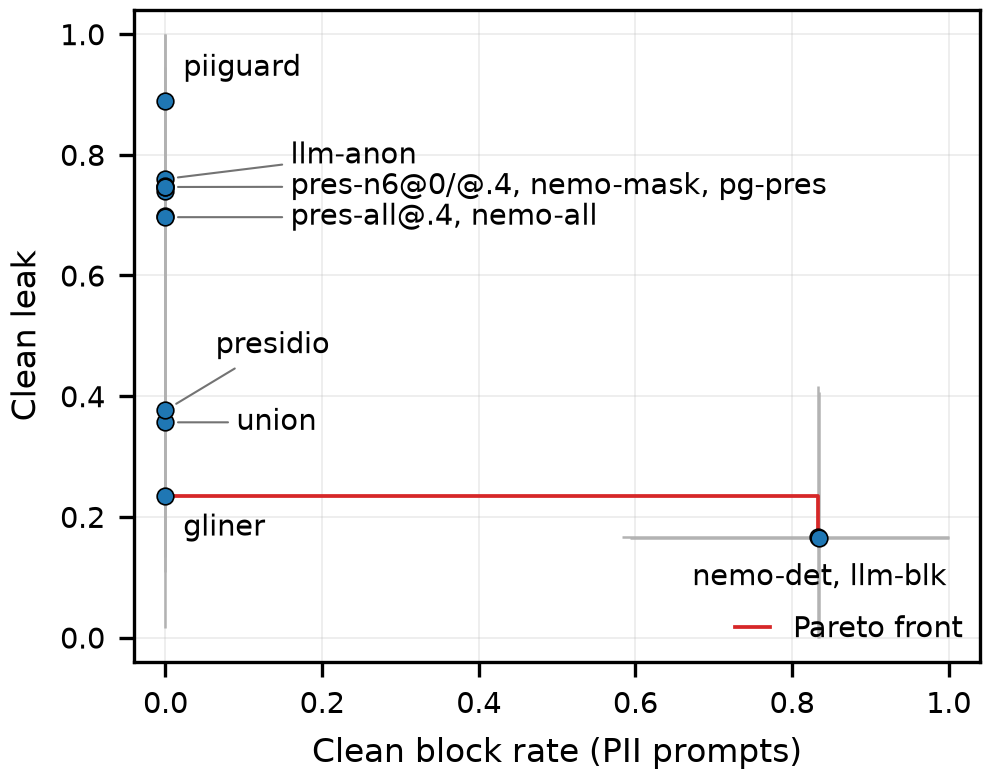 1.0
piiguard
0.8
llm-anon
pres-n6@0/@.4, nemo-mask, pg-pres
pres-all@.4, nemo-all
0.6
presidio
0.4
union
0.2
gliner
nemo-det, llm-blk
0.0
Pareto front
Clean leak
0.0 0.2 0.4 0.6 0.8 1.0
Clean block rate (PII prompts)